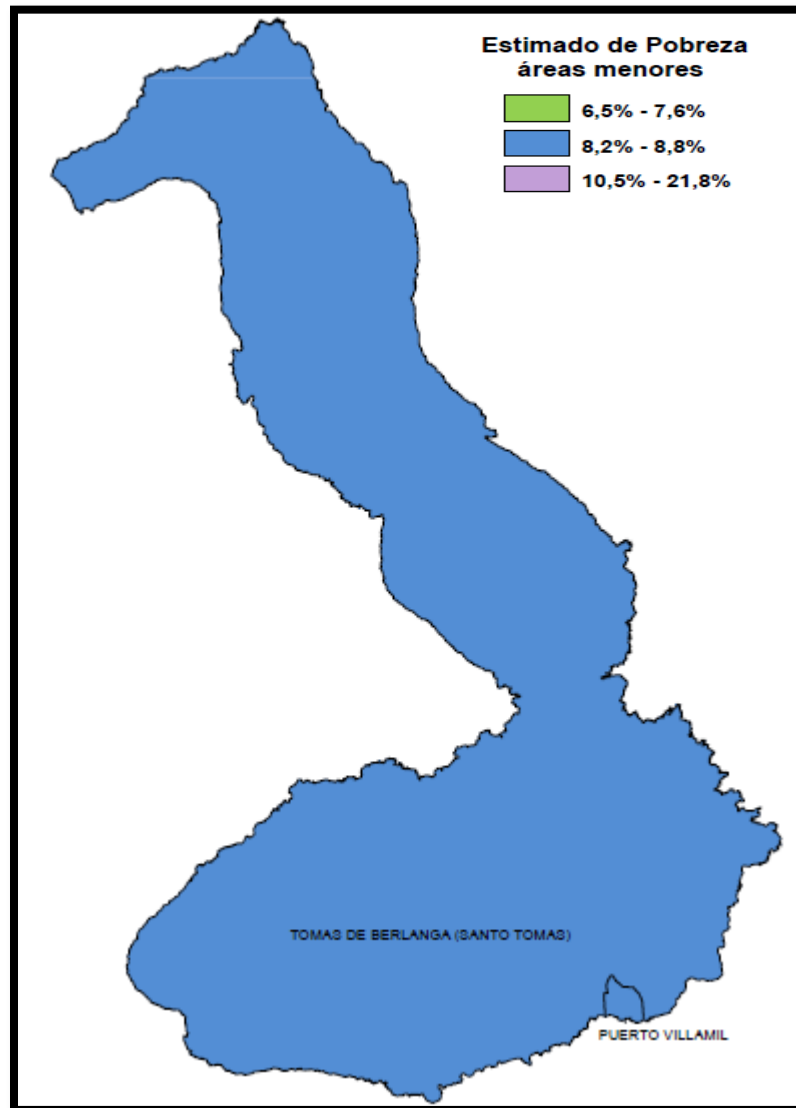 Estimado de Pobreza
áreas menores
6,5% - 7,6%
8,2% - 8,8%
10,5% - 21,8%
TOMAS DE BERLANGA (SANTO TOMAS)
PUERTO VILLAMIL